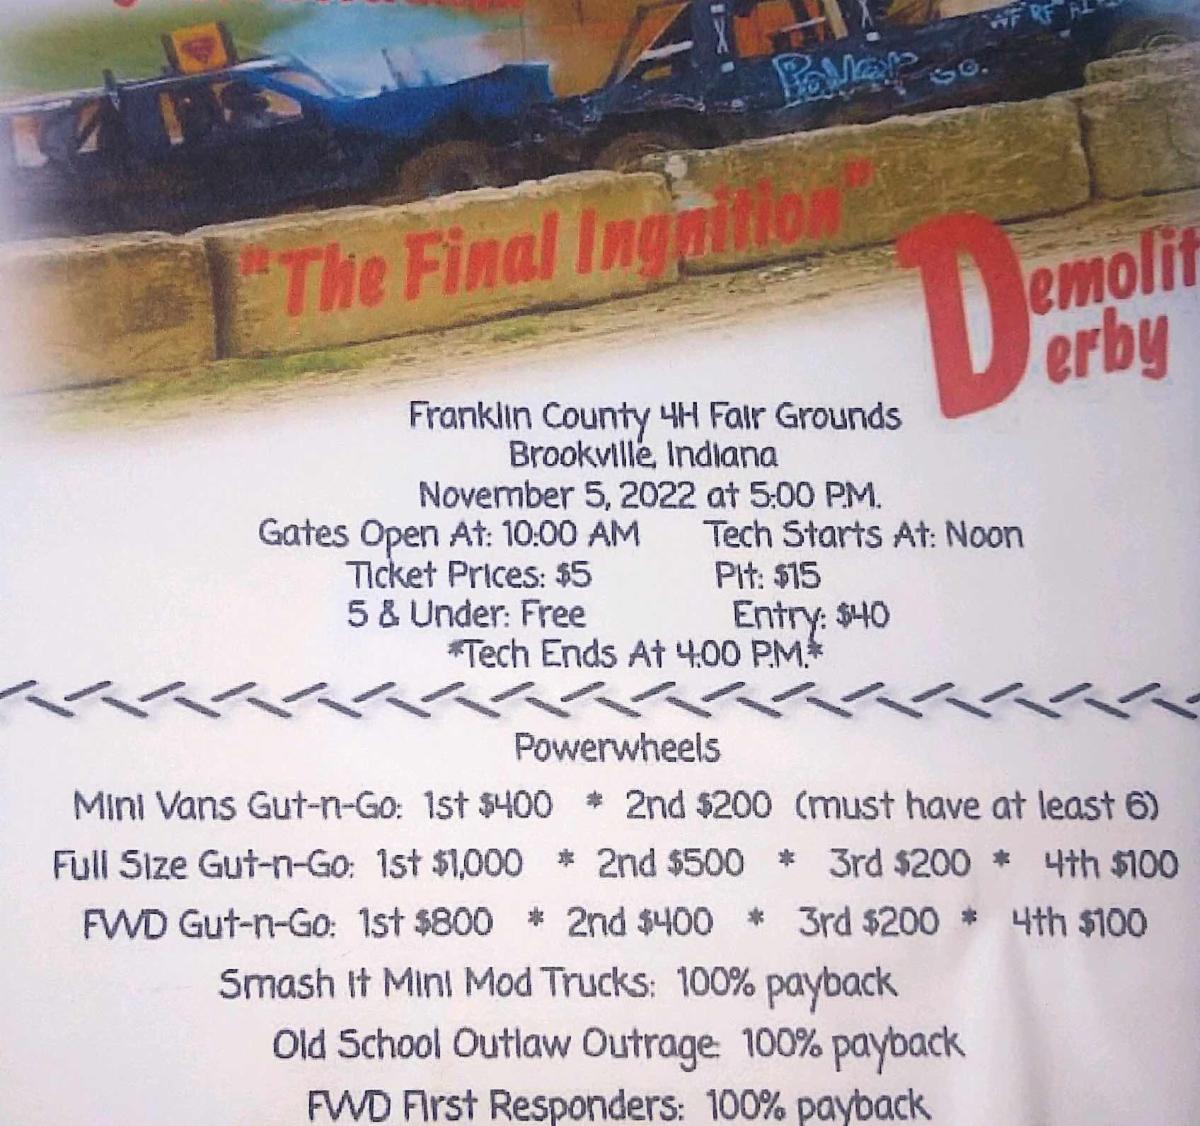 Power
SG.
WF RF
"The Final Ingnition"
Demolit
Derby
Franklin County 4H Fair Grounds
Brookville, Indiana
November 5, 2022 at 5:00 P.M.
Gates Open At: 10:00 AM Tech Starts At: Noon
Ticket Prices: $5 Pit: $15
5 & Under: Free Entry: $40
*Tech Ends At 4:00 P.M.*
Powerwheels
Mini Vans Gut-n-Go: 1st $400 * 2nd $200 (must have at least 6)
Full Size Gut-n-Go: 1st $1,000 * 2nd $500 * 3rd $200 * 4th $100
FWD Gut-n-Go: 1st $800 * 2nd $400 * 3rd $200 * 4th $100
Smash It Mini Mod Trucks: 100% payback
Old School Outlaw Outrage: 100% payback
FWD First Responders: 100% payback